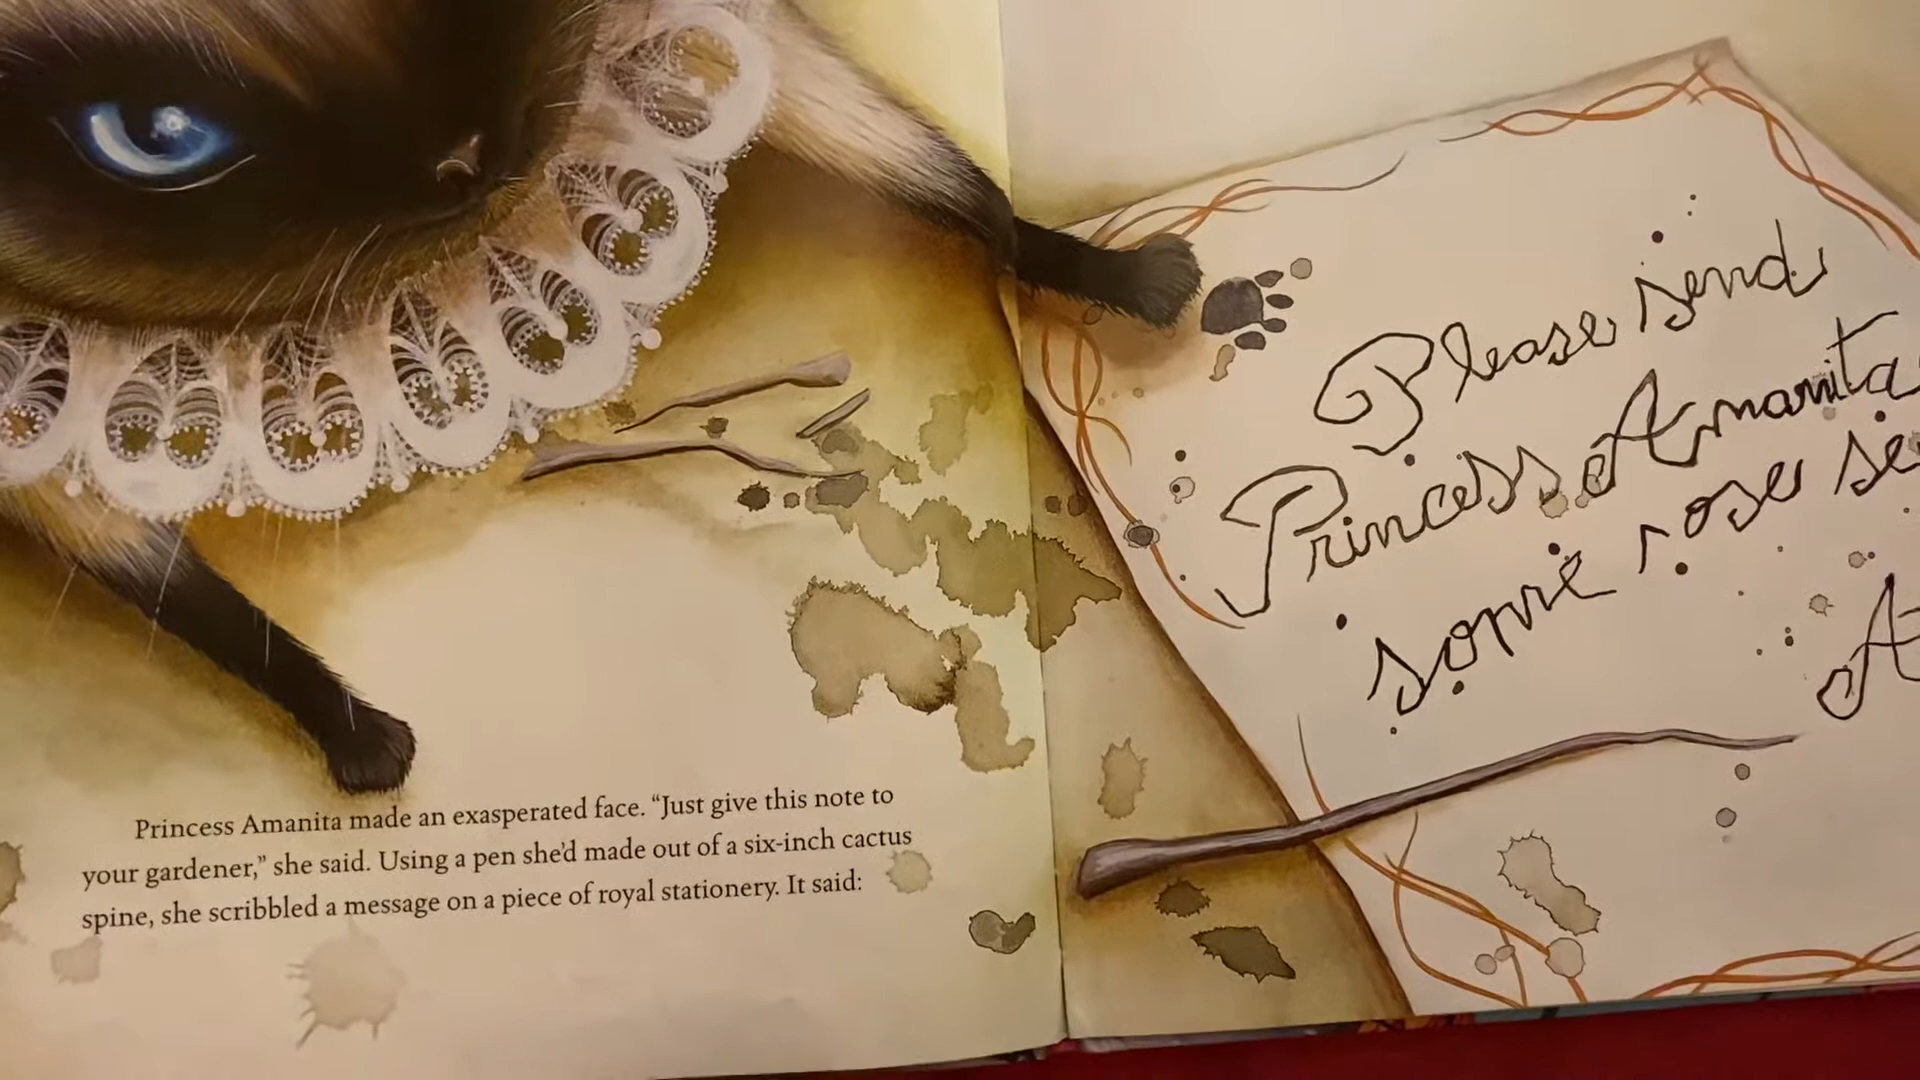 Princess Amanita made an exasperated face. “Just give this note to
your gardener,” she said. Using a pen she’d made out of a six-inch cactus
spine, she scribbled a message on a piece of royal stationery. It said:
Please send
Princess Amanita
some rose se
A